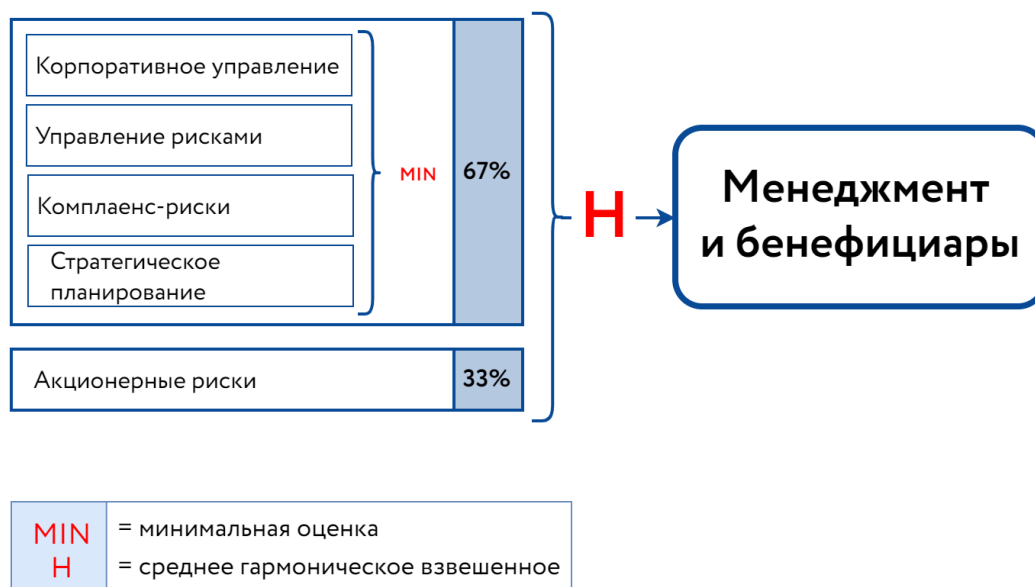 Корпоративное управление
Управление рисками
Комплаенс-риски
Стратегическое
планирование
MIN
67%
Акционерные риски
33%
H
Менеджмент
и бенефициары
MIN = минимальная оценка
H = среднее гармоническое взвешенное